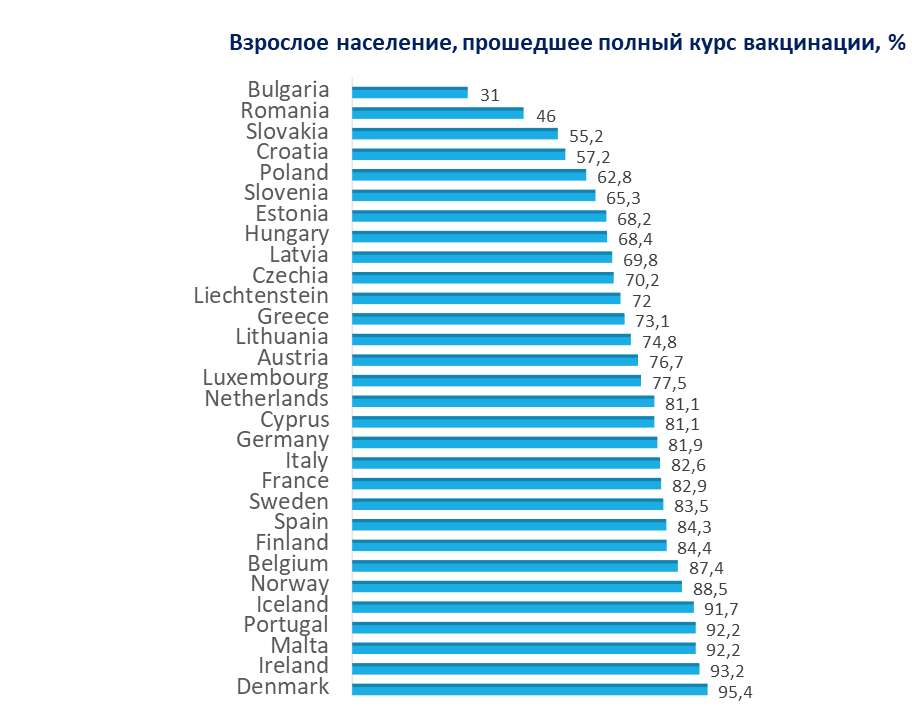 Взрослое население, прошедшее полный курс вакцинации, %
Bulgaria 31
Romania 46
Slovakia 55,2
Croatia 57,2
Poland 62,8
Slovenia 65,3
Estonia 68,2
Hungary 68,4
Latvia 69,8
Czechia 70,2
Liechtenstein 72
Greece 73,1
Lithuania 74,8
Austria 76,7
Luxembourg 77,5
Netherlands 81,1
Cyprus 81,1
Germany 81,9
Italy 82,6
France 82,9
Sweden 83,5
Spain 84,3
Finland 84,4
Belgium 87,4
Norway 88,5
Iceland 91,7
Portugal 92,2
Malta 92,2
Ireland 93,2
Denmark 95,4